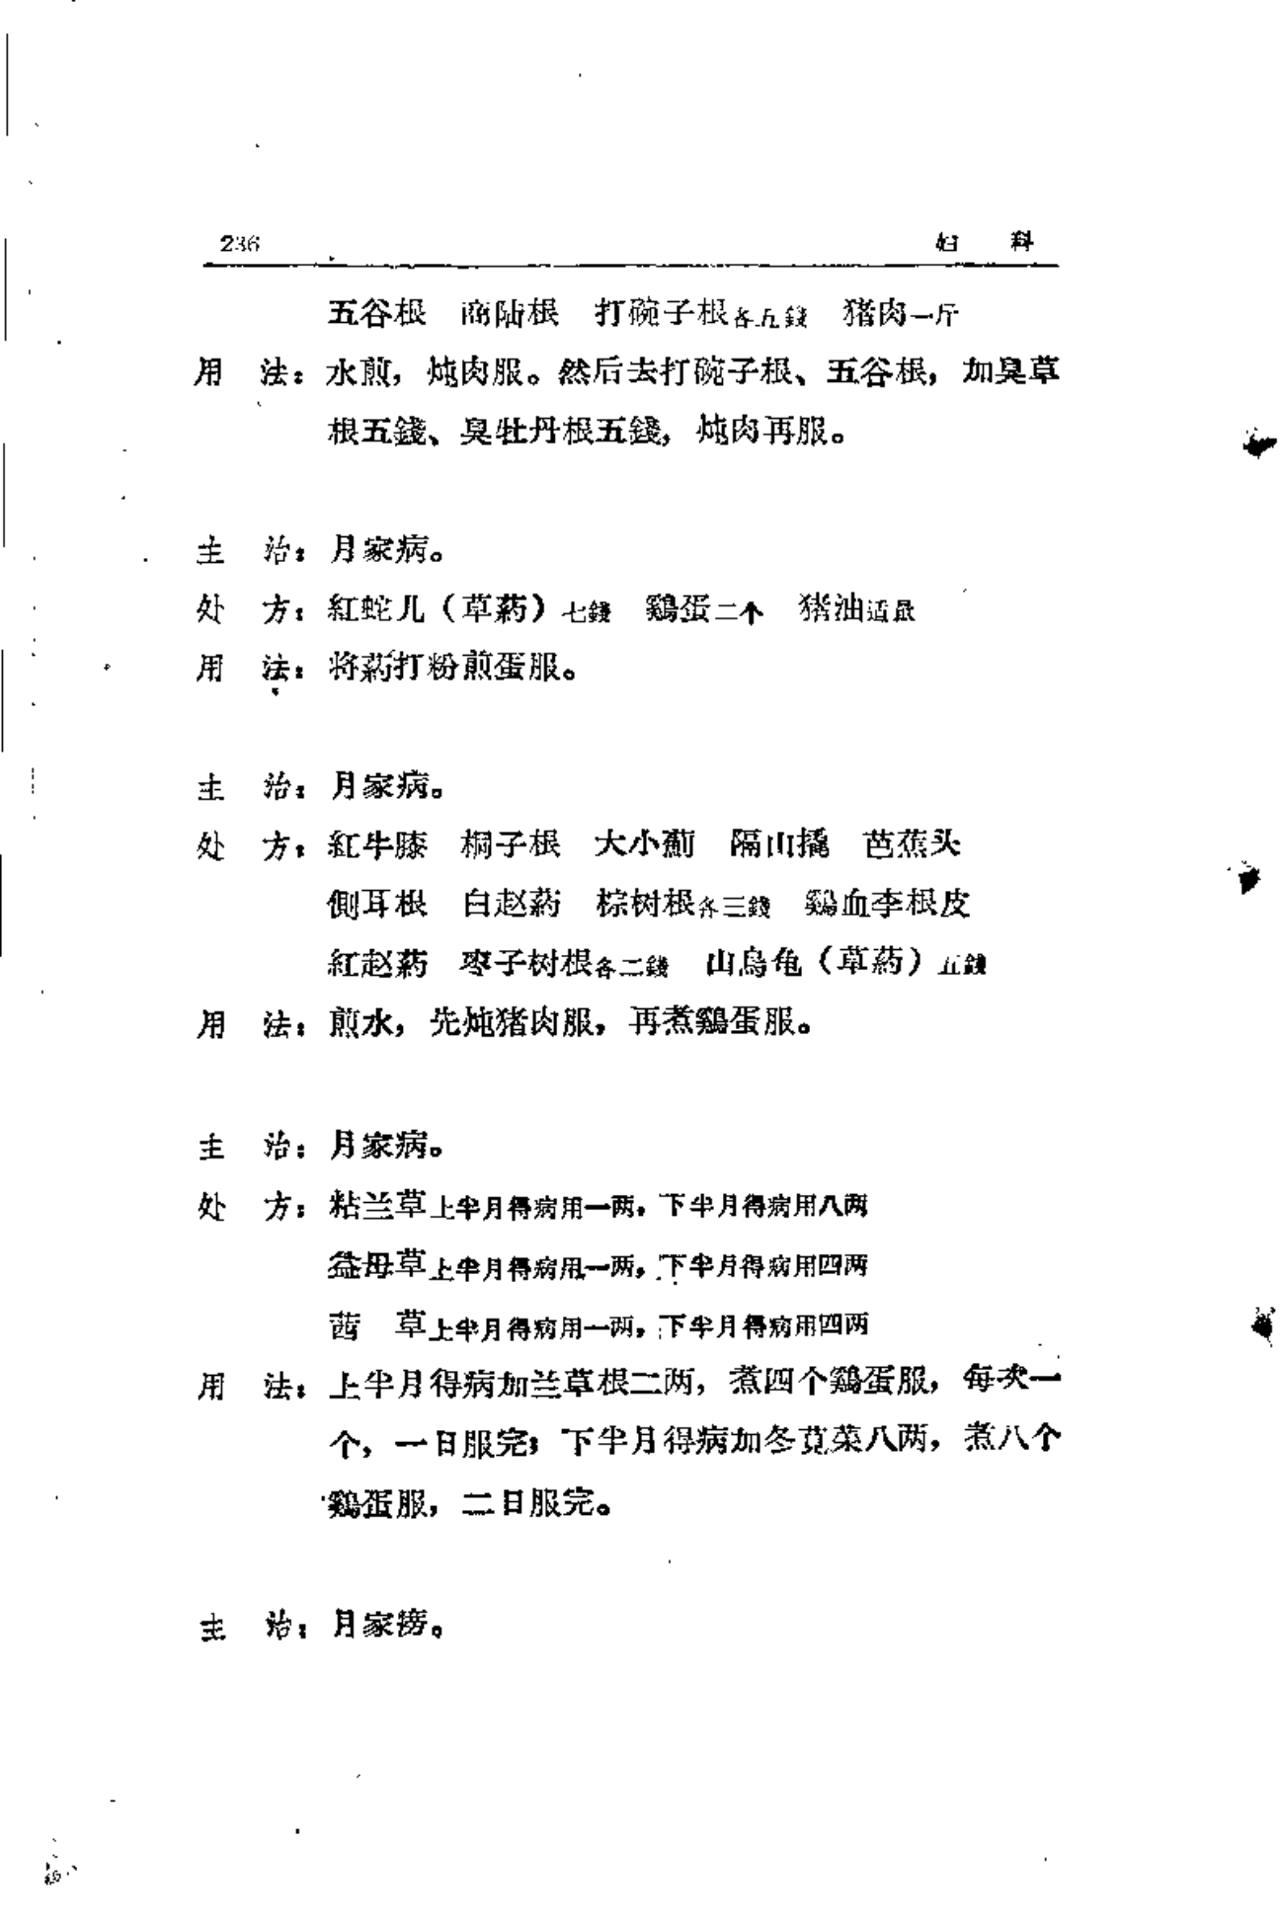 236 妇 科
五谷根 商陆根 打碗子根各五錢 猪肉一斤
用 法：水煎，炖肉服。然后去打碗子根、五谷根，加臭草
根五錢、臭牡丹根五錢，炖肉再服。
主 治：月家病。
处 方：紅蛇儿（草葯）七錢 鷄蛋二个 猪油适量
用 法：将葯打粉煎蛋服。
主 治：月家病。
处 方：紅牛膝 桐子根 大小薊 隔山撬 芭蕉头
侧耳根 白赵葯 棕树根各三錢 鷄血李根皮
紅赵葯 枣子树根各二錢 山烏龟（草葯）五錢
用 法：煎水，先炖猪肉服，再煮鷄蛋服。
主 治：月家病。
处 方：粘兰草上半月得病用一两，下半月得病用八两
益母草上半月得病用一两，下半月得病用四两
茜 草上半月得病用一两，下半月得病用四两
用 法：上半月得病加兰草根二两，煮四个鷄蛋服，每次一
个，一日服完；下半月得病加冬莧菜八两，煮八个
鷄蛋服，二日服完。
主 治：月家痨。